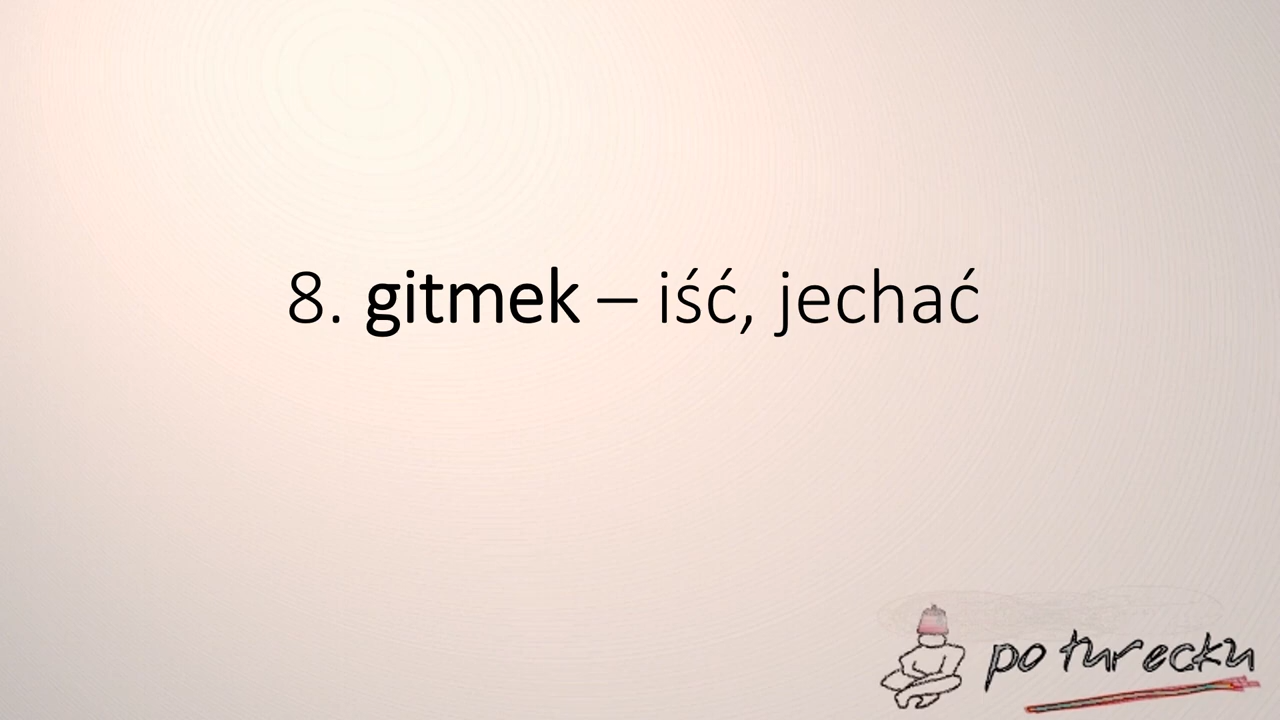 8. gitmek – iść, jechać
po turecku